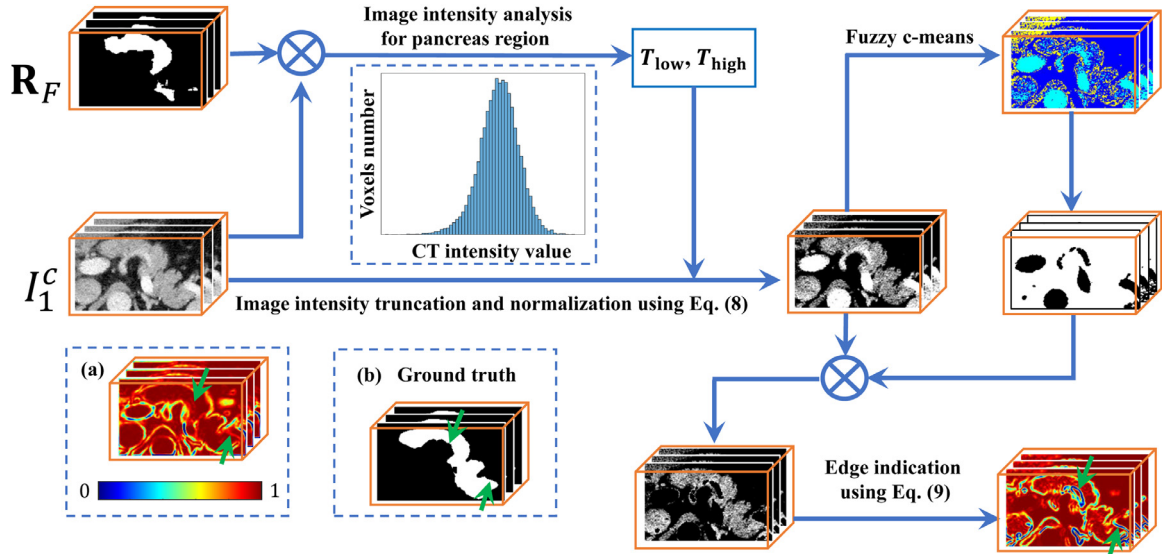 Image intensity analysis
for pancreas region
R_F
T_low, T_high
Fuzzy c-means
Voxels number
CT intensity value
I_1^c
Image intensity truncation and normalization using Eq. (8)
(a)
0
1
(b) Ground truth
Edge indication
using Eq. (9)